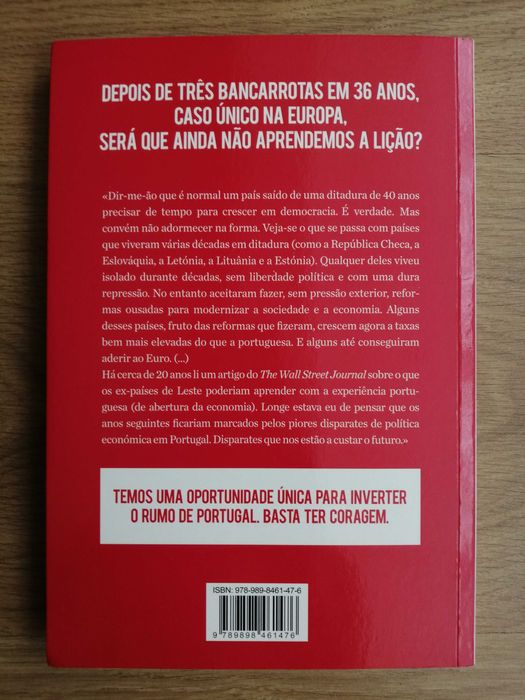 DEPOIS DE TRÊS BANCARROTAS EM 36 ANOS,
CASO ÚNICO NA EUROPA,
SERÁ QUE AINDA NÃO APRENDEMOS A LIÇÃO?
«Dir-me-ão que é normal um país saído de uma ditadura de 40 anos
precisar de tempo para crescer em democracia. É verdade. Mas
convém não adormecer na forma. Veja-se o que se passa com países
que viveram várias décadas em ditadura (como a República Checa, a
Eslováquia, a Letónia, a Lituânia e a Estónia). Qualquer deles viveu
isolado durante décadas, sem liberdade política e com uma dura
repressão. No entanto aceitaram fazer, sem pressão exterior, refor-
mas ousadas para modernizar a sociedade e a economia. Alguns
desses países, fruto das reformas que fizeram, crescem agora a taxas
bem mais elevadas do que a portuguesa. E alguns até conseguiram
aderir ao Euro. (...)
Há cerca de 20 anos li um artigo do The Wall Street Journal sobre o que
os ex-países de Leste poderiam aprender com a experiência portu-
guesa (de abertura da economia). Longe estava eu de pensar que os
anos seguintes ficariam marcados pelos piores disparates de política
económica em Portugal. Disparates que nos estão a custar o futuro.»
TEMOS UMA OPORTUNIDADE ÚNICA PARA INVERTER
O RUMO DE PORTUGAL. BASTA TER CORAGEM.
ISBN: 978-989-8461-47-6
9 789898 461476